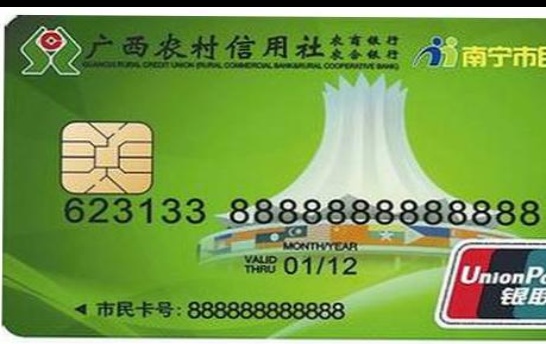 广西农村信用社 农商银行
农合银行
GUANGXI RURAL CREDIT UNION (RURAL COMMERCIAL BANK&RURAL COOPERATIVE BANK)
南宁市民
623133 8888888888888
MONTH/YEAR
VALID THRU 01/12
市民卡号: 888888888888
UnionPa
银联